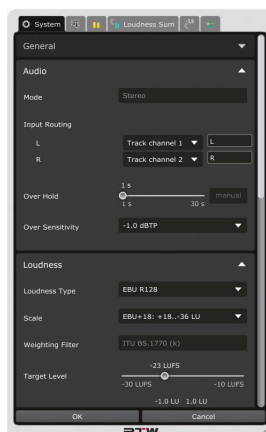 System
Loudness Sum
General
Audio
Mode
Stereo
Input Routing
L
Track channel 1
L
R
Track channel 2
R
1 s
Over Hold
manual
1 s
30 s
Over Sensitivity
-1.0 dBTP
Loudness
Loudness Type
EBU R128
Scale
EBU+18: +18..-36 LU
Weighting Filter
ITU BS.1770 (k)
-23 LUFS
Target Level
-30 LUFS
-10 LUFS
-1.0 LU
1.0 LU
OK
Cancel